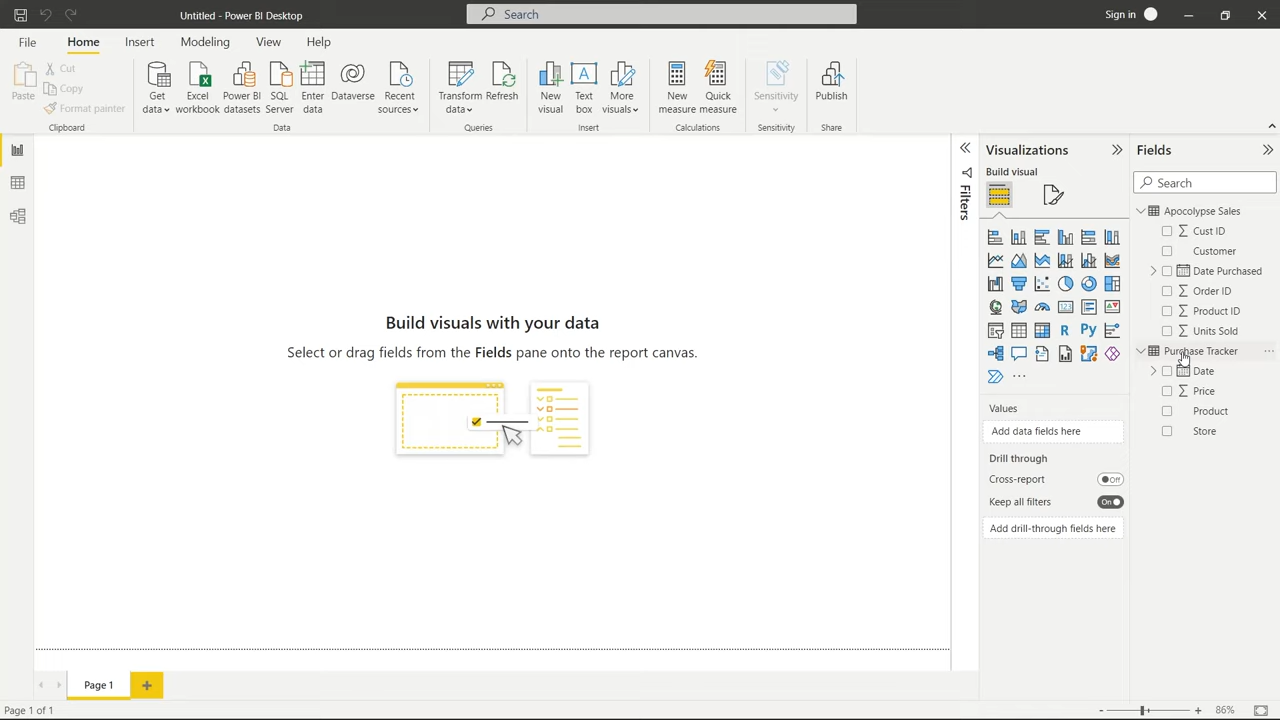 Untitled - Power BI Desktop
Search
Sign in
File
Home
Insert
Modeling
View
Help
Paste
Cut
Copy
Format painter
Clipboard
Get data
Excel workbook
Power BI datasets
SQL Server
Enter data
Dataverse
Recent sources
Data
Transform data
Refresh
Queries
New visual
Text box
More visuals
Insert
New measure
Quick measure
Calculations
Sensitivity
Sensitivity
Publish
Share
Build visuals with your data
Select or drag fields from the Fields pane onto the report canvas.
Filters
Visualizations
Build visual
R
Py
123
Values
Add data fields here
Drill through
Cross-report
Off
Keep all filters
On
Add drill-through fields here
Fields
Search
Apocolypse Sales
Cust ID
Customer
Date Purchased
Order ID
Product ID
Units Sold
Purchase Tracker
Date
Price
Product
Store
Page 1
Page 1 of 1
86%